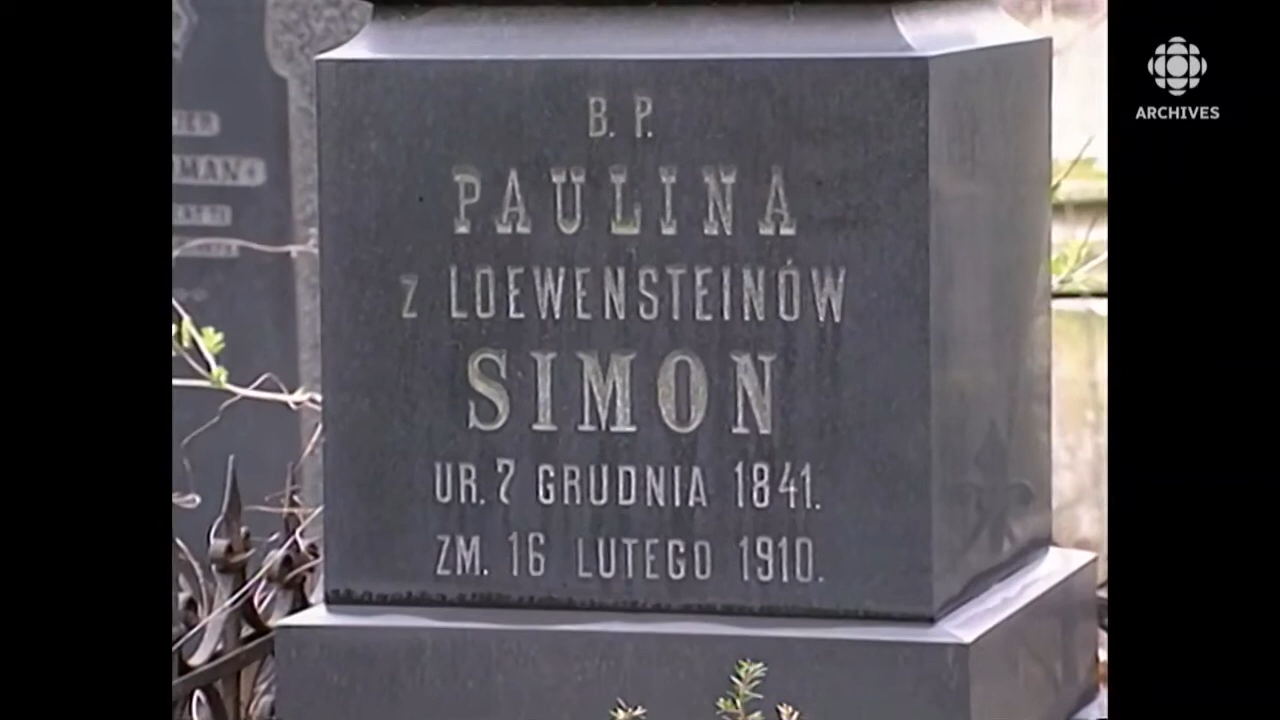 B. P.
PAULINA
z LOEWENSTEINÓW
SIMON
UR. 7 GRUDNIA 1841.
ZM. 16 LUTEGO 1910.
ARCHIVES